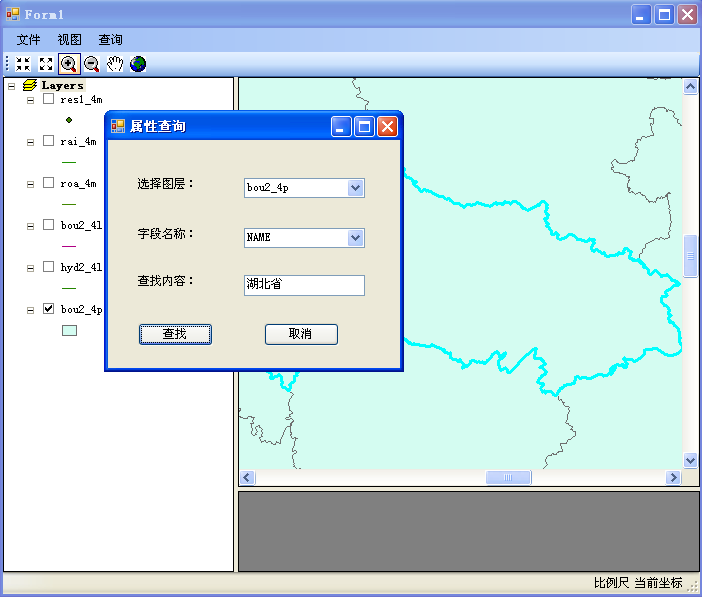 Form1
文件 视图 查询
Layers
res1_4m
rai_4m
roa_4m
bou2_4l
hyd2_4l
bou2_4p
属性查询
选择图层：
bou2_4p
字段名称：
NAME
查找内容：
湖北省
查找 取消
比例尺 当前坐标